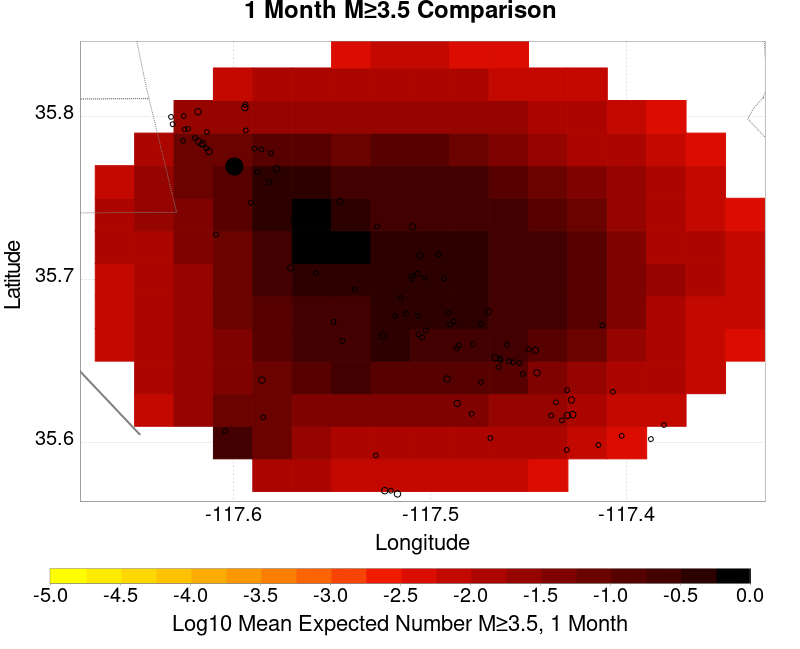 1 Month M≥3.5 Comparison
35.8
35.7
35.6
Latitude
-117.6 -117.5 -117.4
Longitude
-5.0 -4.5 -4.0 -3.5 -3.0 -2.5 -2.0 -1.5 -1.0 -0.5 0.0
Log10 Mean Expected Number M≥3.5, 1 Month